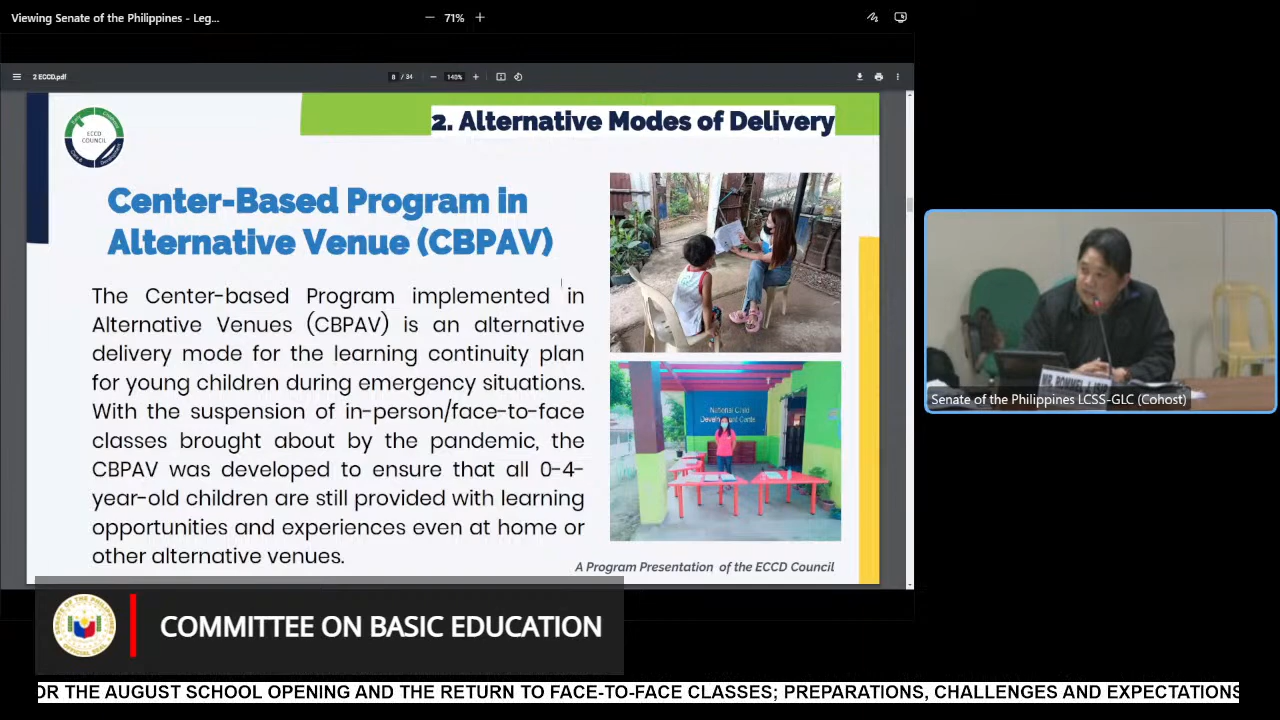 Viewing Senate of the Philippines - Leg...
71%
2 ECCD.pdf
8 / 34
140%
ECCD
COUNCIL
2. Alternative Modes of Delivery
Center-Based Program in
Alternative Venue (CBPAV)
The Center-based Program implemented in
Alternative Venues (CBPAV) is an alternative
delivery mode for the learning continuity plan
for young children during emergency situations.
With the suspension of in-person/face-to-face
classes brought about by the pandemic, the
CBPAV was developed to ensure that all 0-4-
year-old children are still provided with learning
opportunities and experiences even at home or
other alternative venues.
National Child
Development
A Program Presentation of the ECCD Council
Senate of the Philippines LCSS-GLC (Cohost)
COMMITTEE ON BASIC EDUCATION
OR THE AUGUST SCHOOL OPENING AND THE RETURN TO FACE-TO-FACE CLASSES; PREPARATIONS, CHALLENGES AND EXPECTATIONS